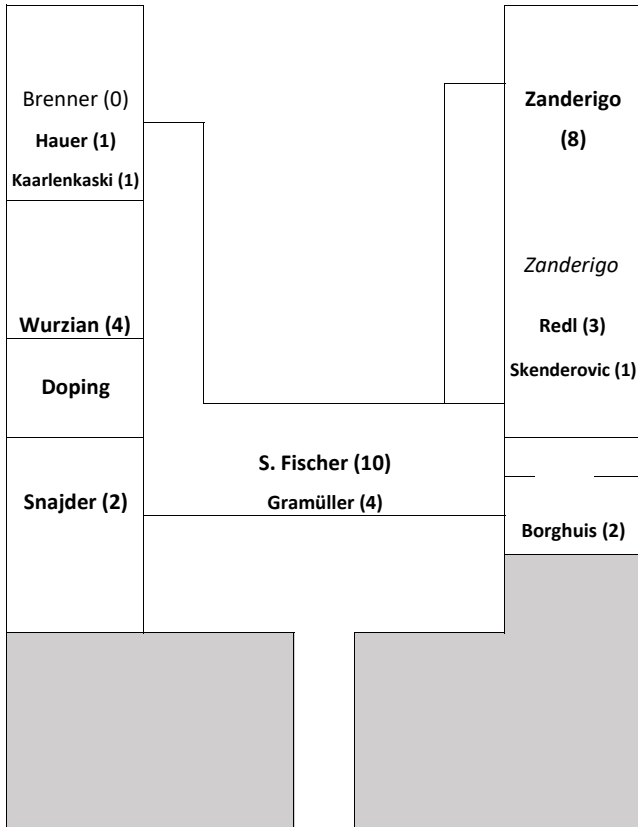 Brenner (0)
Hauer (1)
Kaarlenkaski (1)
Wurzian (4)
Doping
Snajder (2)
S. Fischer (10)
Gramüller (4)
Zanderigo
(8)
Zanderigo
Redl (3)
Skenderovic (1)
Borghuis (2)